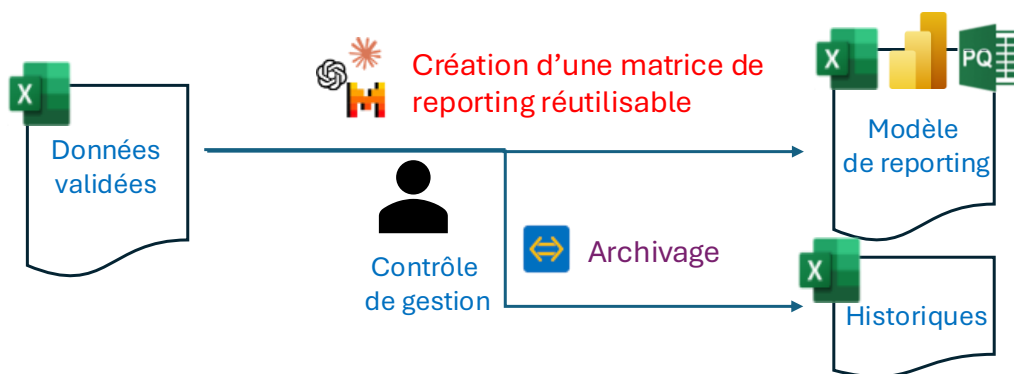 X
Création d’une matrice de
reporting réutilisable
X
PQ
Données
validées
Modèle
de reporting
Contrôle
de gestion
Archivage
X
Historiques